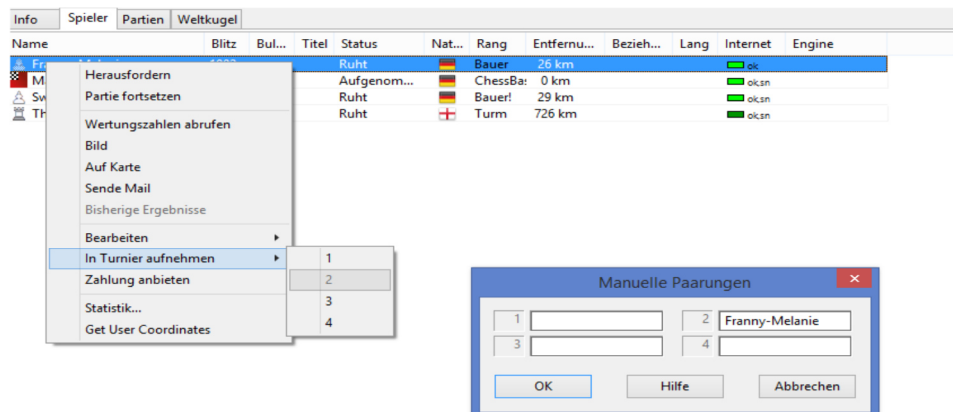 Info Spieler Partien Weltkugel
Name Blitz Bul... Titel Status Nat... Rang Entfernu... Bezieh... Lang Internet Engine
Ruht Bauer 26 km ok
M Aufgenom... ChessBa: 0 km ok,sn
Sw Ruht Bauer! 29 km ok,sn
Th Ruht Turm 726 km ok,sn
Herausfordern
Partie fortsetzen
Wertungszahlen abrufen
Bild
Auf Karte
Sende Mail
Bisherige Ergebnisse
Bearbeiten
In Turnier aufnehmen
Zahlung anbieten
Statistik...
Get User Coordinates
1
2
3
4
Manuelle Paarungen
1 2 Franny-Melanie
3 4
OK Hilfe Abbrechen